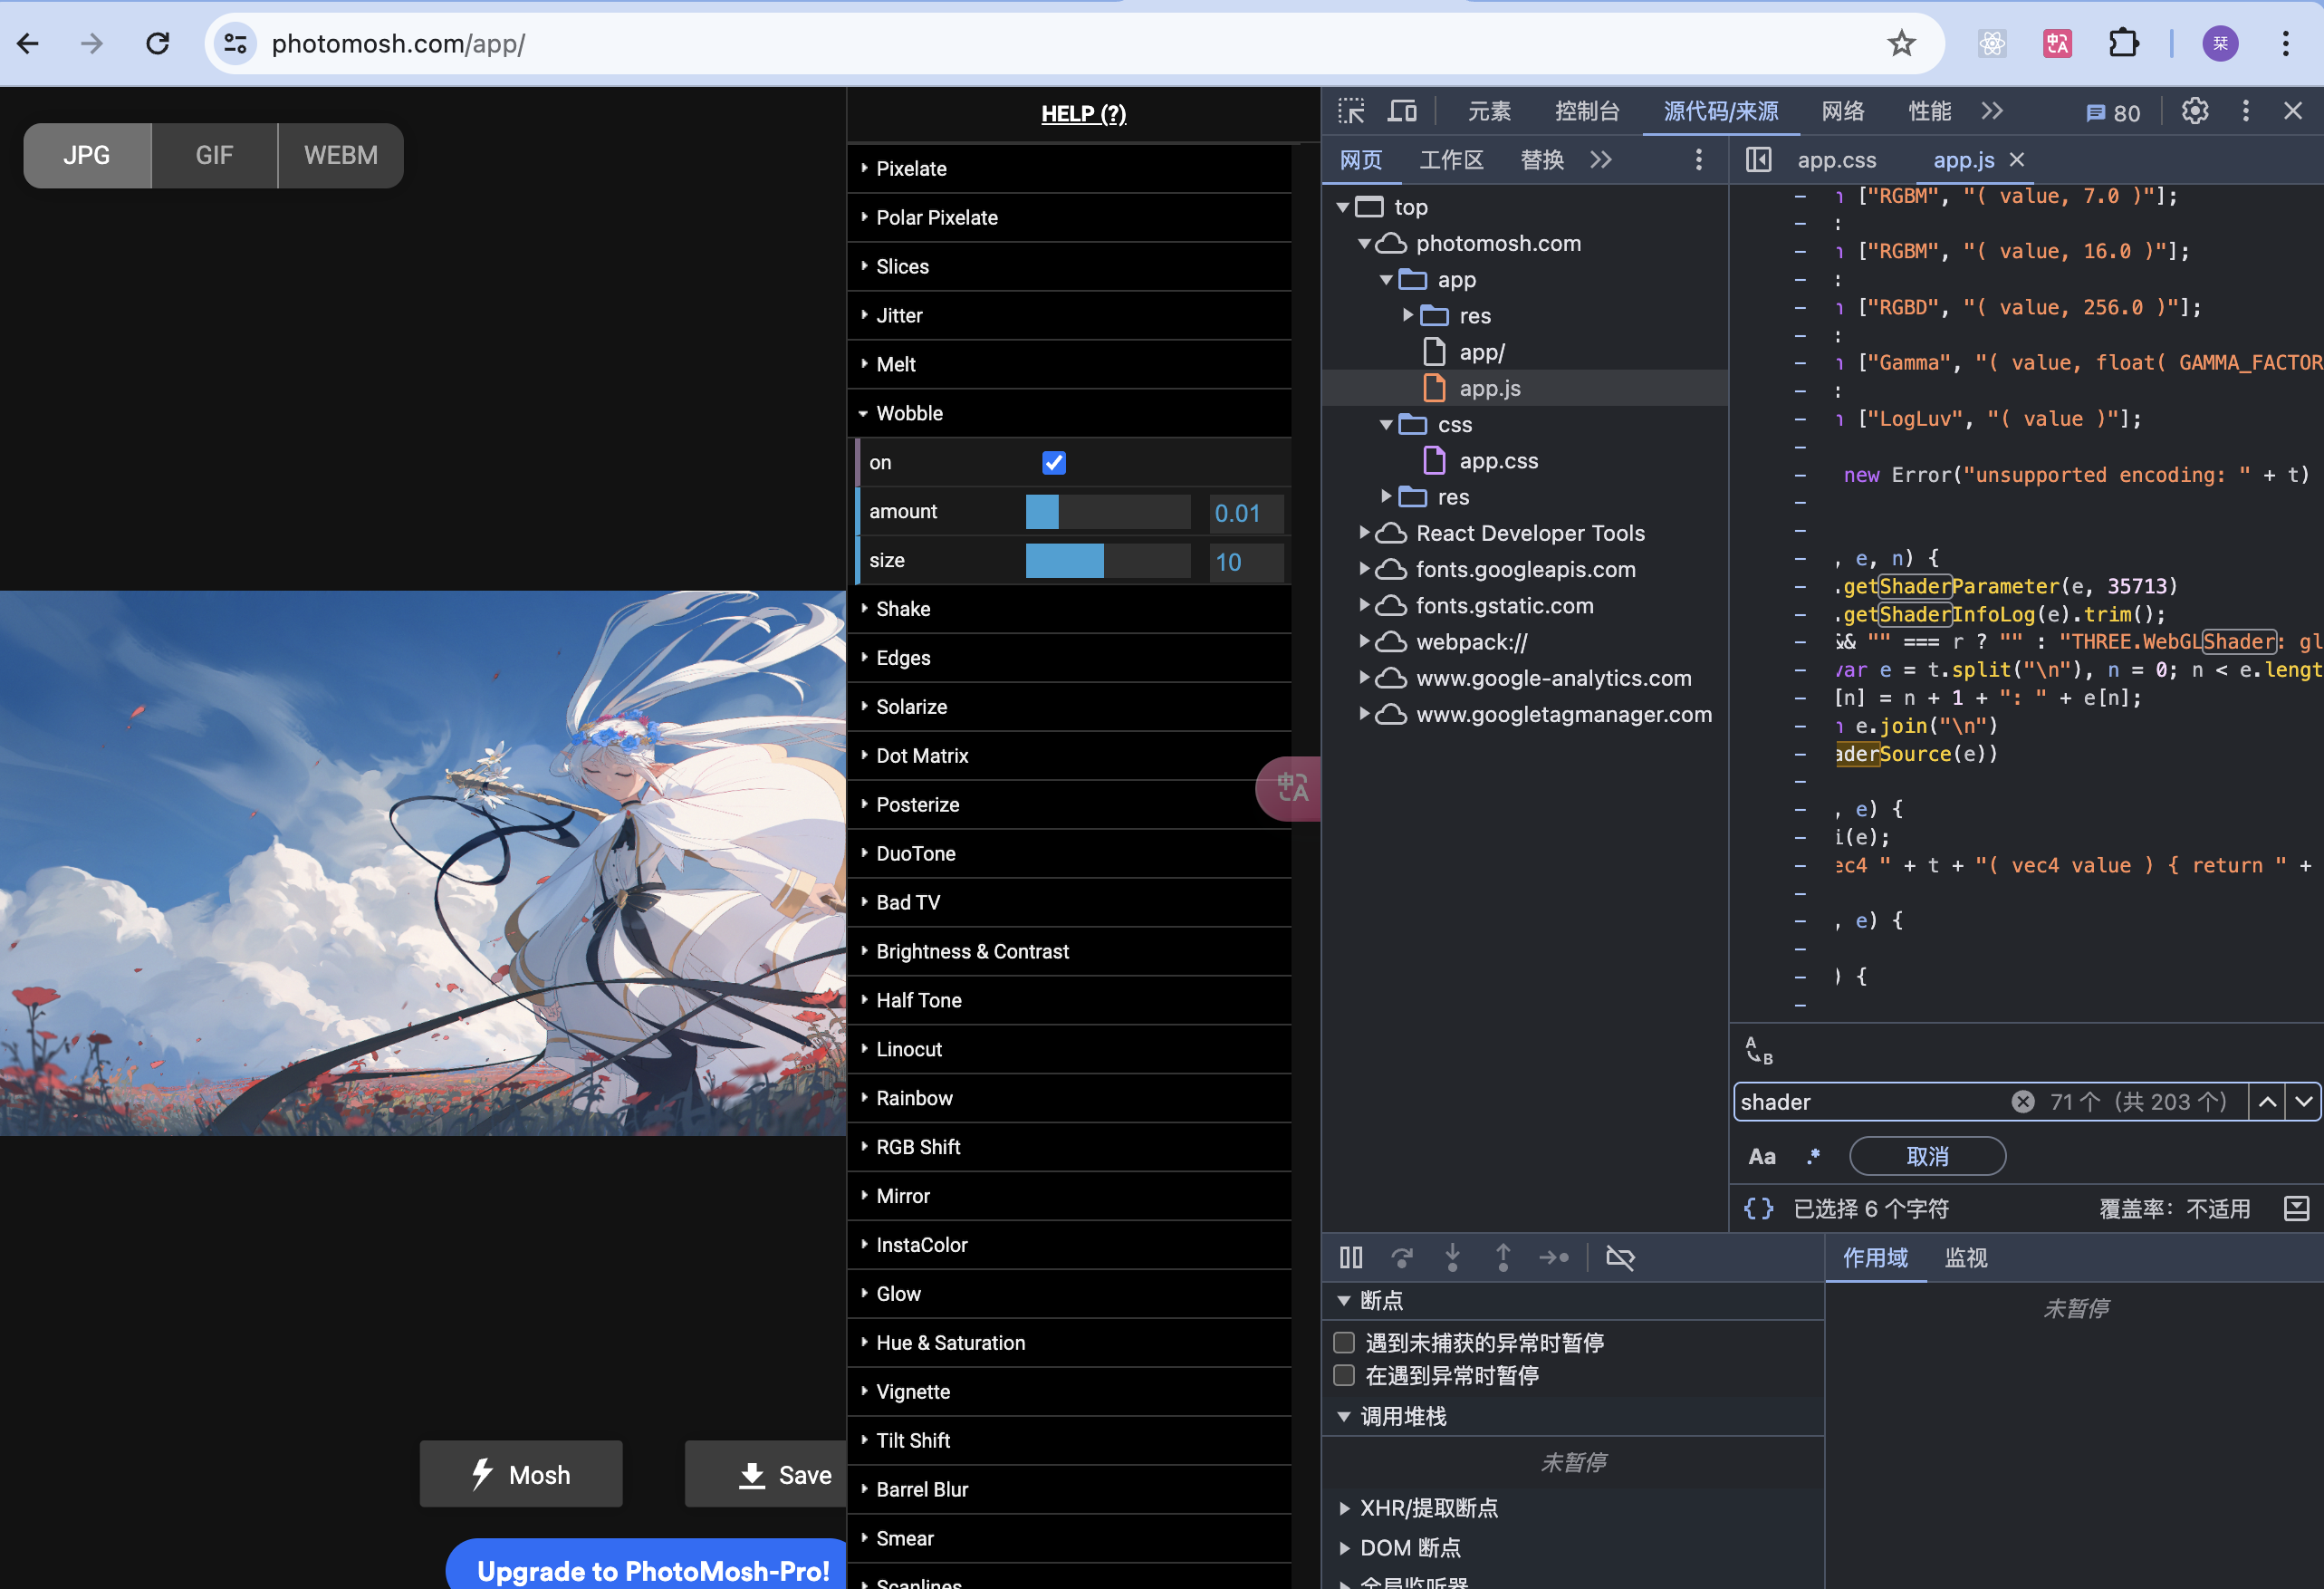 photomosh.com/app/
栞
JPG
GIF
WEBM
HELP (?)
Pixelate
Polar Pixelate
Slices
Jitter
Melt
Wobble
on
amount
0.01
size
10
Shake
Edges
Solarize
Dot Matrix
Posterize
DuoTone
Bad TV
Brightness & Contrast
Half Tone
Linocut
Rainbow
RGB Shift
Mirror
InstaColor
Glow
Hue & Saturation
Vignette
Tilt Shift
Barrel Blur
Smear
Scanlines
Mosh
Save
Upgrade to PhotoMosh-Pro!
元素
控制台
源代码/来源
网络
性能
80
网页
工作区
替换
top
photomosh.com
app
res
app/
app.js
css
app.css
res
React Developer Tools
fonts.googleapis.com
fonts.gstatic.com
webpack://
www.google-analytics.com
www.googletagmanager.com
app.css
app.js
["RGBM", "( value, 7.0 )"];
:
["RGBM", "( value, 16.0 )"];
:
["RGBD", "( value, 256.0 )"];
:
["Gamma", "( value, float( GAMMA_FACTOR
:
["LogLuv", "( value )"];
new Error("unsupported encoding: " + t)
, e, n) {
.getShaderParameter(e, 35713)
.getShaderInfoLog(e).trim();
&& "" === r ? "" : "THREE.WebGLShader: gl
var e = t.split("\n"), n = 0; n < e.lengt
[n] = n + 1 + ": " + e[n];
e.join("\n")
aderSource(e))
, e) {
i(e);
ec4 " + t + "( vec4 value ) { return " +
, e) {
) {
A
B
shader
71 个（共 203 个）
Aa
.*
取消
{}
已选择 6 个字符
覆盖率：不适用
断点
遇到未捕获的异常时暂停
在遇到异常时暂停
调用堆栈
未暂停
XHR/提取断点
DOM 断点
全局监听器
作用域
监视
未暂停
中
A